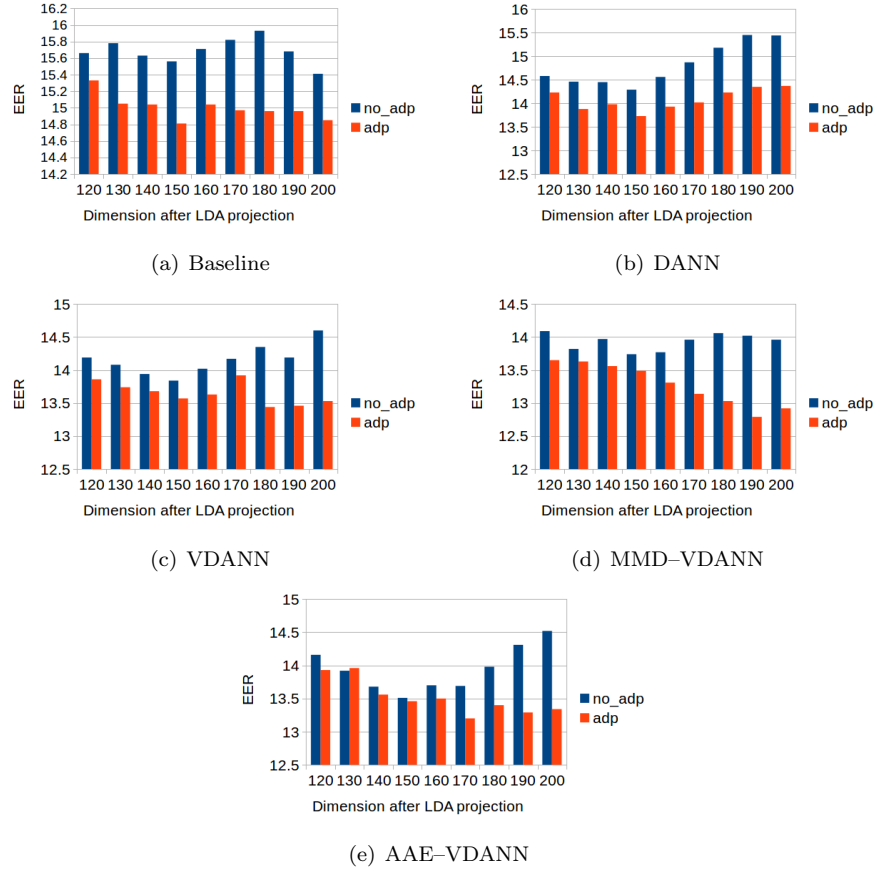 16.2
16
15.8
15.6
15.4
15.2
15
14.8
14.6
14.4
14.2
EER
120 130 140 150 160 170 180 190 200
Dimension after LDA projection
no_adp
adp
(a) Baseline
16
15.5
15
14.5
14
13.5
13
12.5
EER
120 130 140 150 160 170 180 190 200
Dimension after LDA projection
no_adp
adp
(b) DANN
15
14.5
14
13.5
13
12.5
EER
120 130 140 150 160 170 180 190 200
Dimension after LDA projection
no_adp
adp
(c) VDANN
14.5
14
13.5
13
12.5
12
EER
120 130 140 150 160 170 180 190 200
Dimension after LDA projection
no_adp
adp
(d) MMD–VDANN
15
14.5
14
13.5
13
12.5
EER
120 130 140 150 160 170 180 190 200
Dimension after LDA projection
no_adp
adp
(e) AAE–VDANN